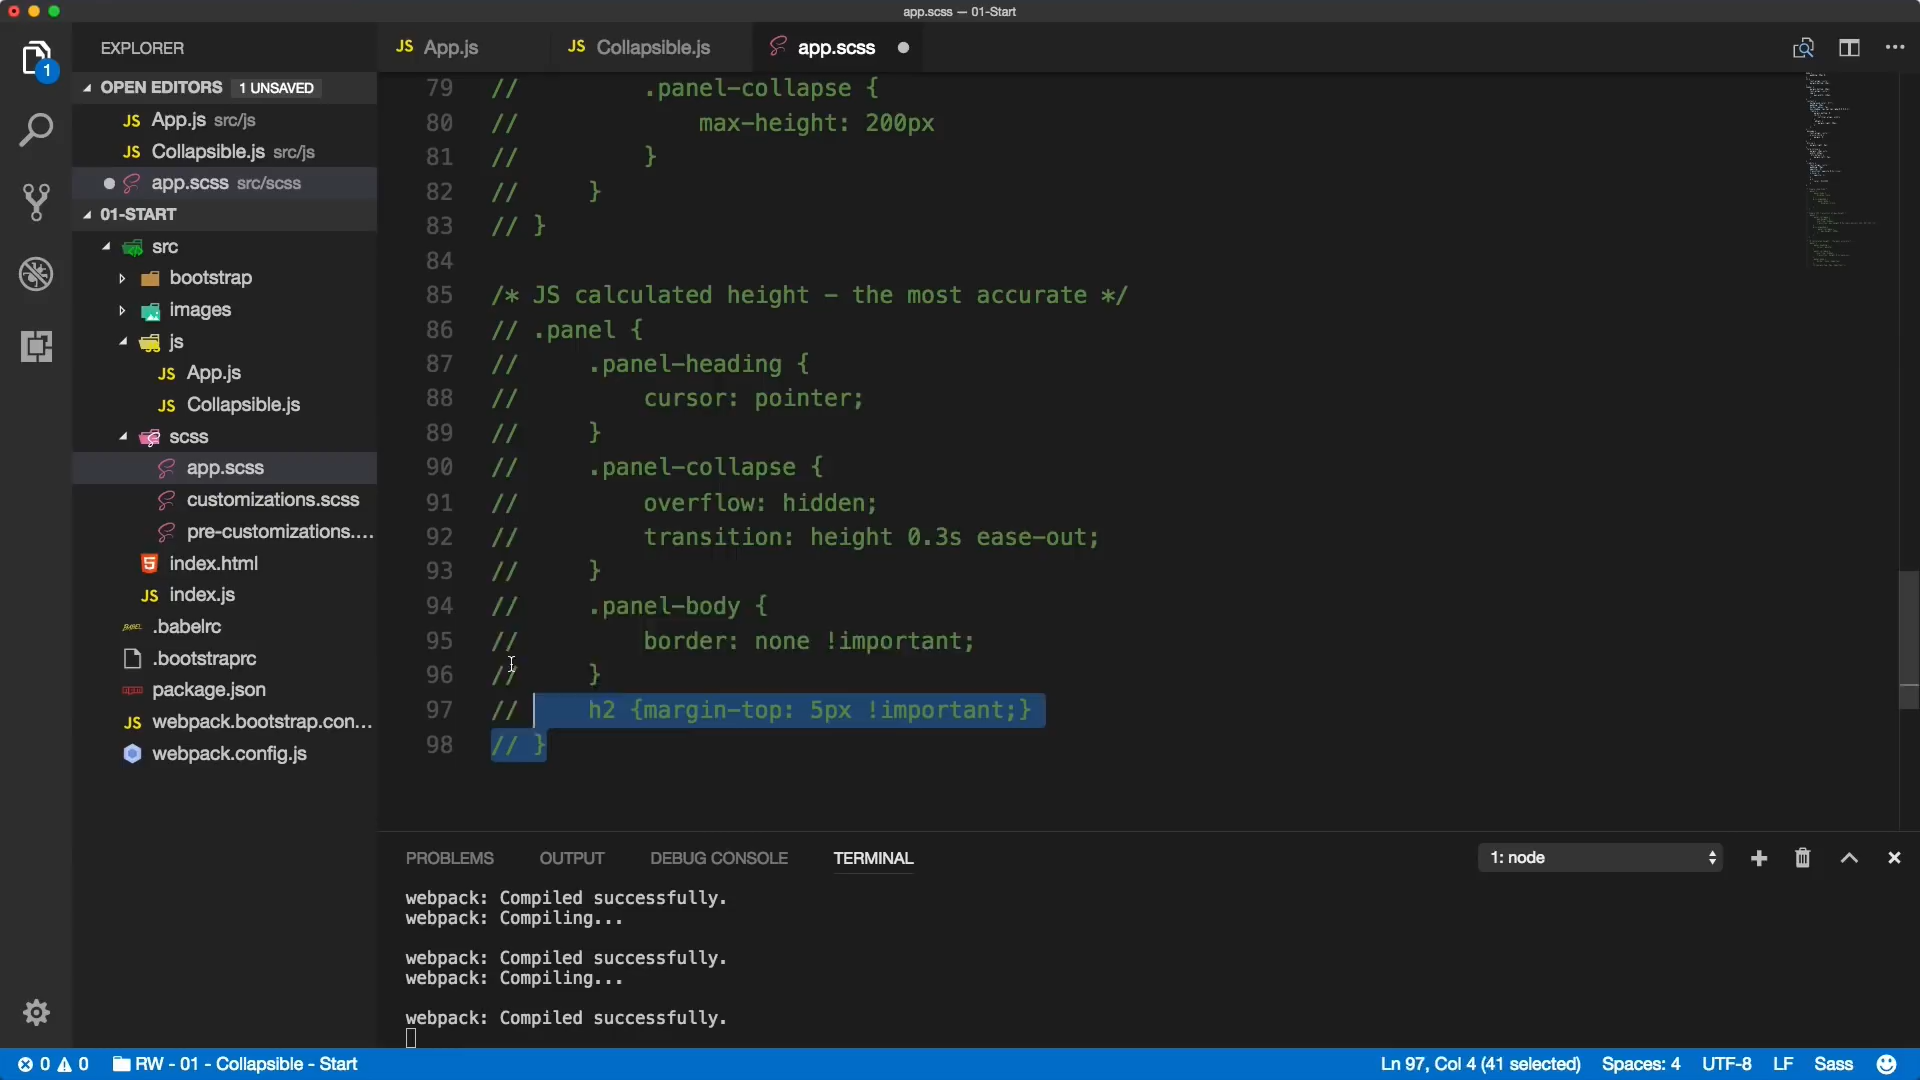 app.scss — 01-Start
EXPLORER
OPEN EDITORS 1 UNSAVED
JS App.js src/js
JS Collapsible.js src/js
app.scss src/scss
01-START
src
bootstrap
images
js
JS App.js
JS Collapsible.js
scss
app.scss
customizations.scss
pre-customizations....
index.html
JS index.js
BABEL .babelrc
.bootstraprc
npm package.json
JS webpack.bootstrap.con...
webpack.config.js
1
JS App.js
JS Collapsible.js
app.scss
79 // .panel-collapse {
80 // max-height: 200px
81 // }
82 // }
83 // }
84
85 /* JS calculated height - the most accurate */
86 // .panel {
87 // .panel-heading {
88 // cursor: pointer;
89 // }
90 // .panel-collapse {
91 // overflow: hidden;
92 // transition: height 0.3s ease-out;
93 // }
94 // .panel-body {
95 // border: none !important;
96 // }
97 // h2 {margin-top: 5px !important;}
98 // }
PROBLEMS OUTPUT DEBUG CONSOLE TERMINAL 1: node
webpack: Compiled successfully.
webpack: Compiling...
webpack: Compiled successfully.
webpack: Compiling...
webpack: Compiled successfully.
0 0 RW - 01 - Collapsible - Start Ln 97, Col 4 (41 selected) Spaces: 4 UTF-8 LF Sass